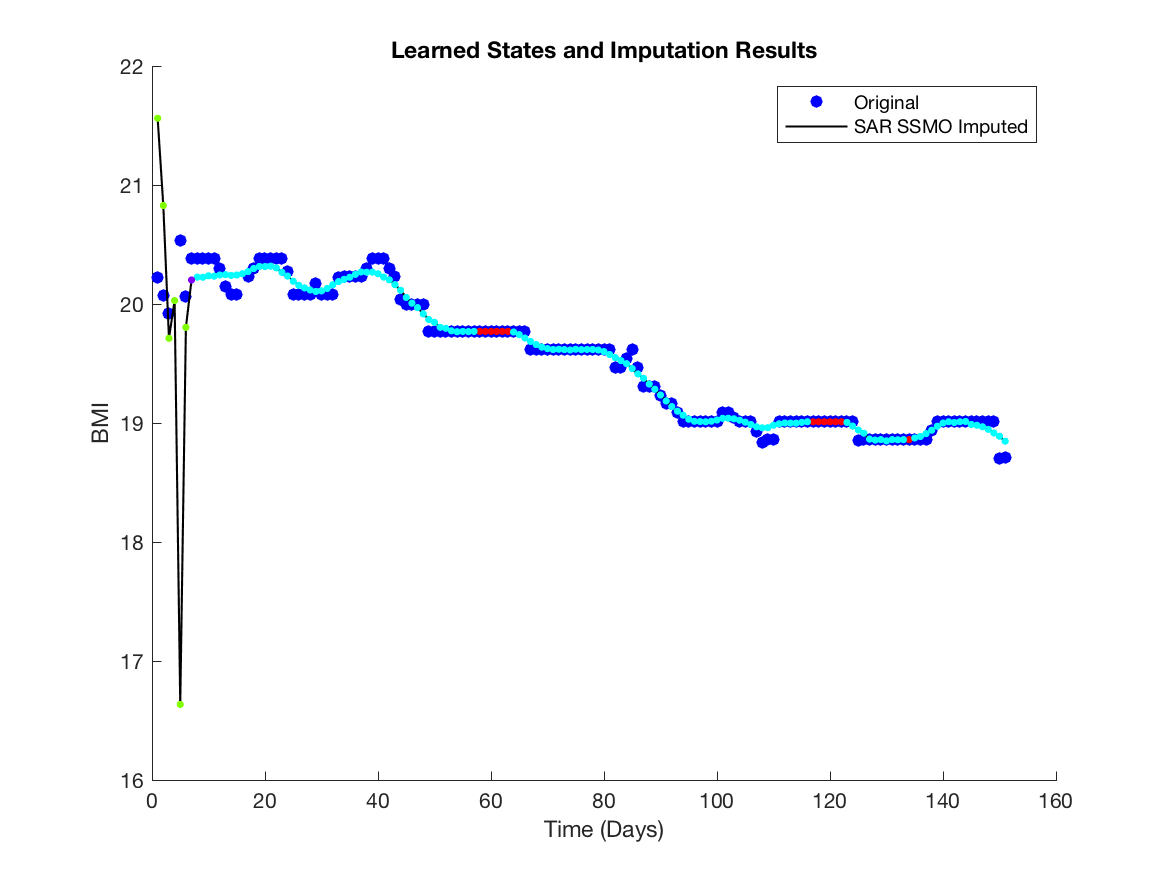 Learned States and Imputation Results
Original
SAR SSMO Imputed
22
21
20
19
18
17
16
BMI
0 20 40 60 80 100 120 140 160
Time (Days)